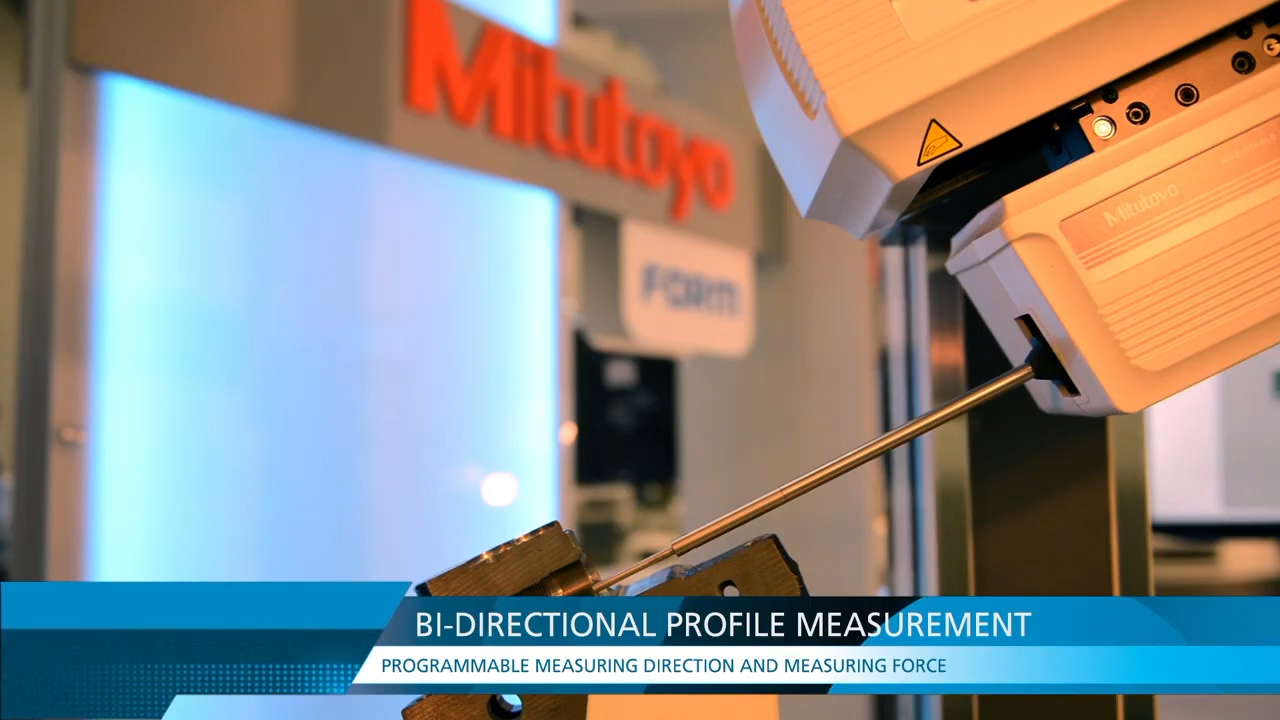 Mitutoyo
FORM
Mitutoyo
BI-DIRECTIONAL PROFILE MEASUREMENT
PROGRAMMABLE MEASURING DIRECTION AND MEASURING FORCE